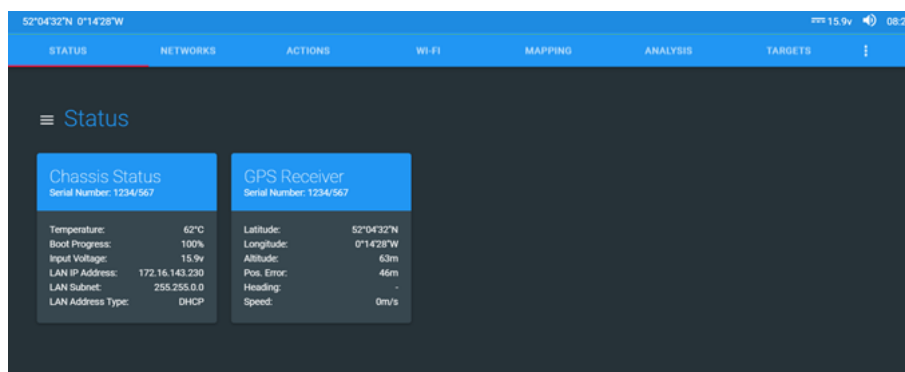 52°04'32"N 0°14'28"W 15.9v 08:2
STATUS NETWORKS ACTIONS WI-FI MAPPING ANALYSIS TARGETS
Status
Chassis Status
Serial Number: 1234/567
Temperature: 62°C
Boot Progress: 100%
Input Voltage: 15.9v
LAN IP Address: 172.16.143.230
LAN Subnet: 255.255.0.0
LAN Address Type: DHCP
GPS Receiver
Serial Number: 1234/567
Latitude: 52°04'32"N
Longitude: 0°14'28"W
Altitude: 63m
Pos. Error: 46m
Heading: -
Speed: 0m/s